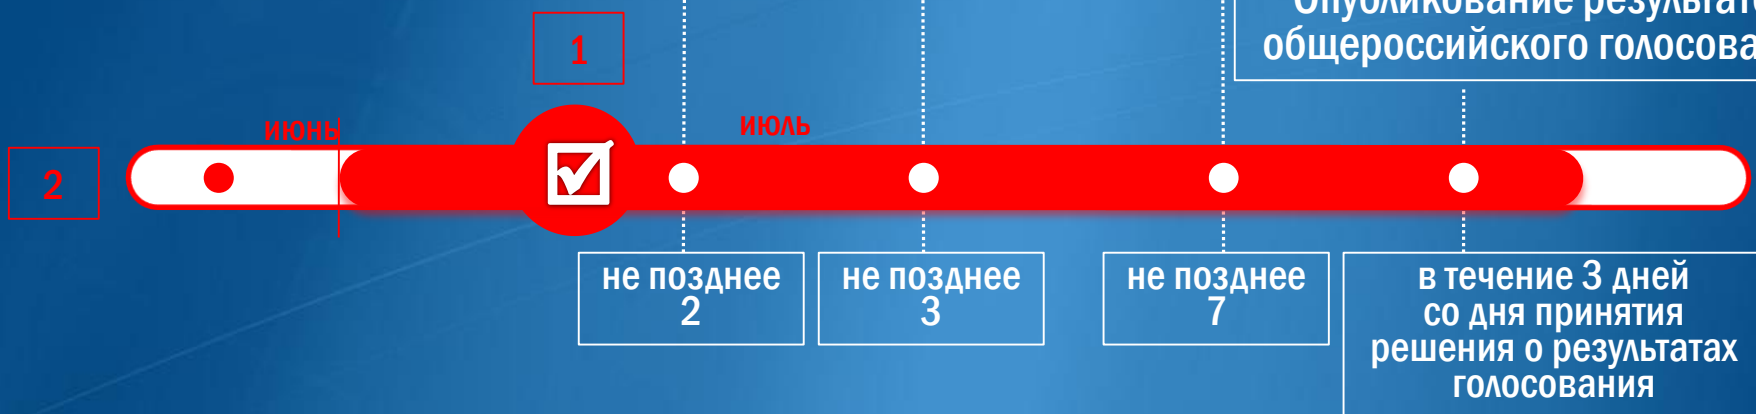 Опубликование
общероссийского
1
июнь
июль
2
не позднее
2
не позднее
3
не позднее
7
в течение 3 дней
со дня принятия
решения о результатах
голосования